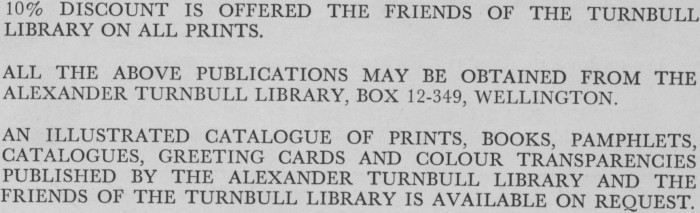 10% DISCOUNT IS OFFERED THE FRIENDS OF THE TURNBULL
LIBRARY ON ALL PRINTS.
ALL THE ABOVE PUBLICATIONS MAY BE OBTAINED FROM THE
ALEXANDER TURNBULL LIBRARY, BOX 12-349, WELLINGTON.
AN ILLUSTRATED CATALOGUE OF PRINTS, BOOKS, PAMPHLETS,
CATALOGUES, GREETING CARDS AND COLOUR TRANSPARENCIES
PUBLISHED BY THE ALEXANDER TURNBULL LIBRARY AND THE
FRIENDS OF THE TURNBULL LIBRARY IS AVAILABLE ON REQUEST.